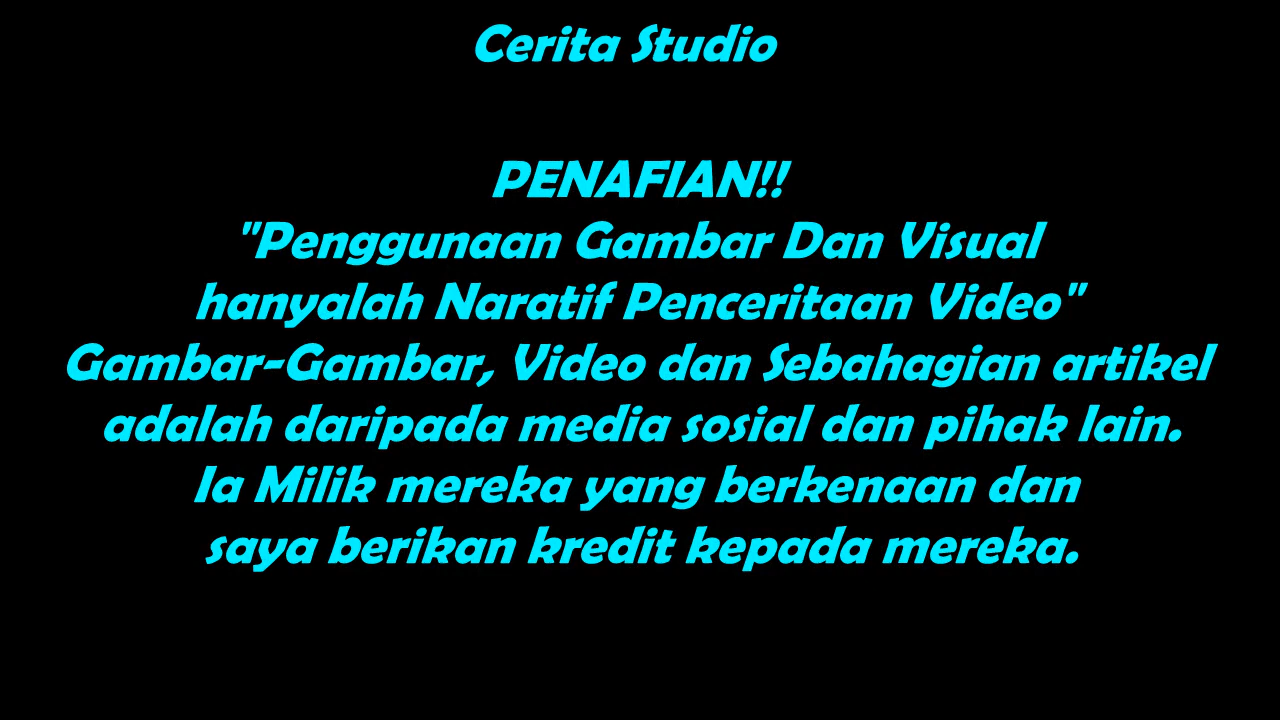 Cerita Studio
PENAFIAN!!
"Penggunaan Gambar Dan Visual
hanyalah Naratif Penceritaan Video"
Gambar-Gambar, Video dan Sebahagian artikel
adalah daripada media sosial dan pihak lain.
Ia Milik mereka yang berkenaan dan
saya berikan kredit kepada mereka.